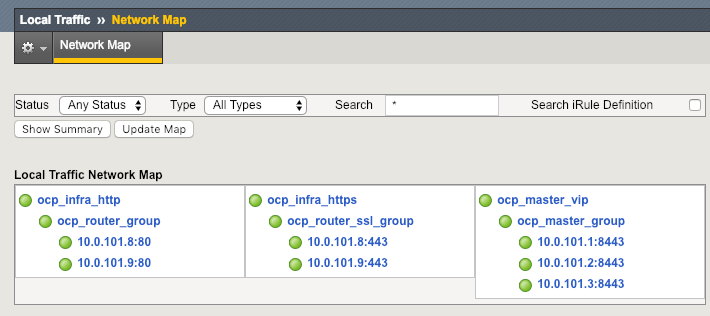 Local Traffic ›› Network Map
Network Map
Status Any Status Type All Types Search * Search iRule Definition
Show Summary Update Map
Local Traffic Network Map
ocp_infra_http
ocp_router_group
10.0.101.8:80
10.0.101.9:80
ocp_infra_https
ocp_router_ssl_group
10.0.101.8:443
10.0.101.9:443
ocp_master_vip
ocp_master_group
10.0.101.1:8443
10.0.101.2:8443
10.0.101.3:8443